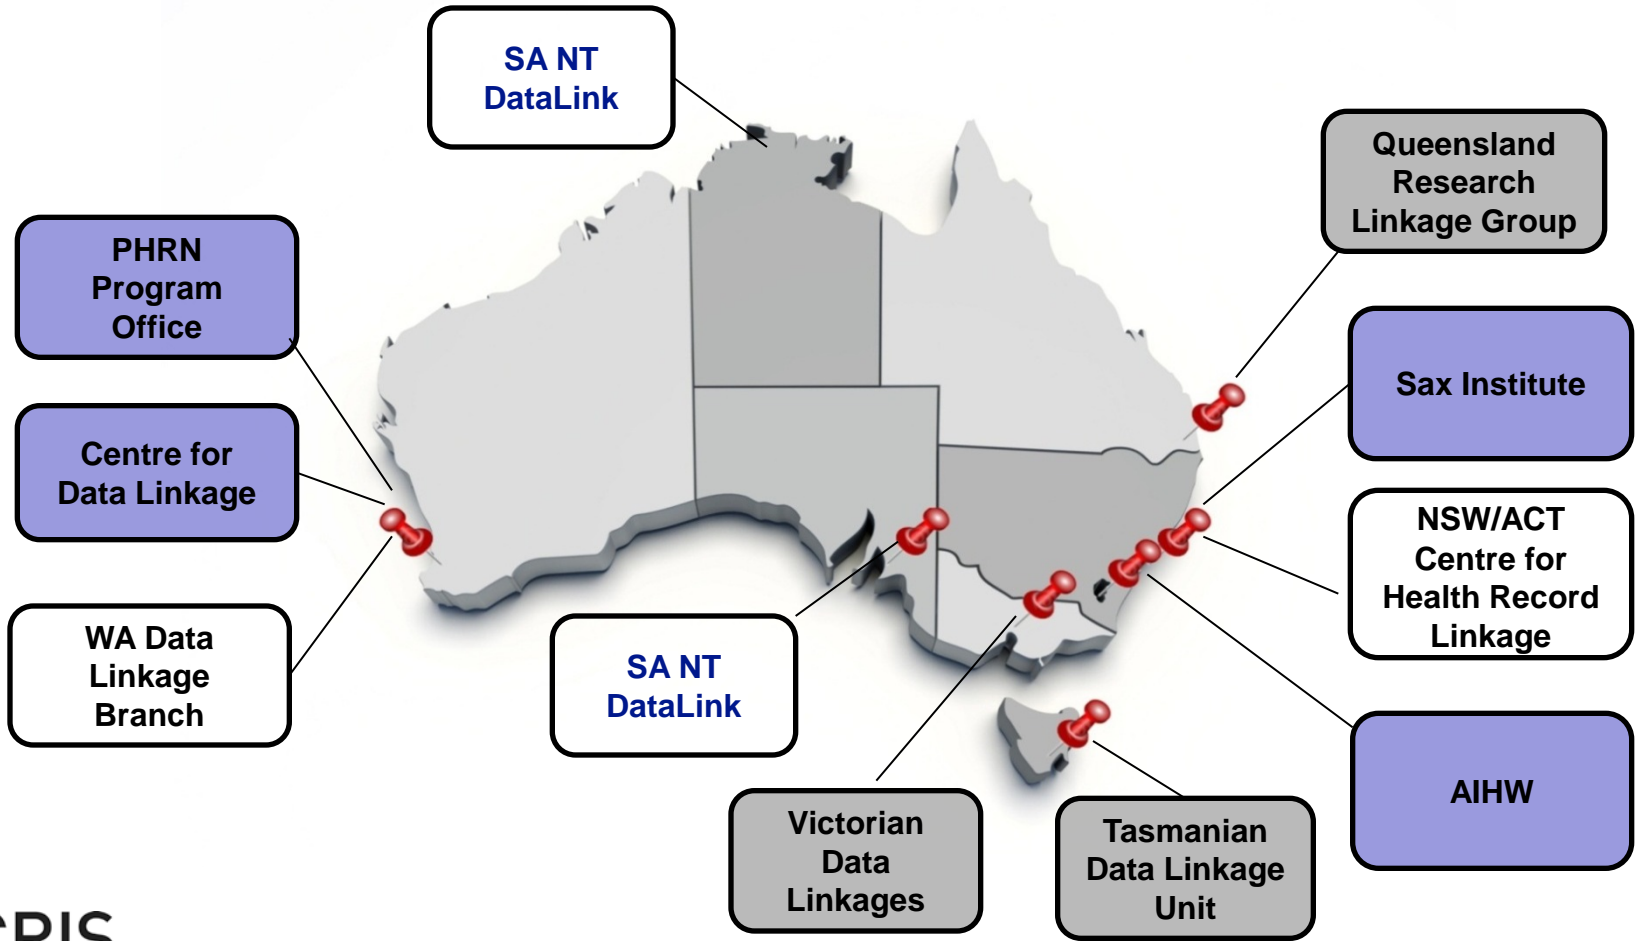 SA NT
DataLink
Queensland
Research
Linkage Group
PHRN
Program
Office
Sax Institute
Centre for
Data Linkage
NSW/ACT
Centre for
Health Record
Linkage
WA Data
Linkage
Branch
SA NT
DataLink
AIHW
Victorian
Data
Linkages
Tasmanian
Data Linkage
Unit